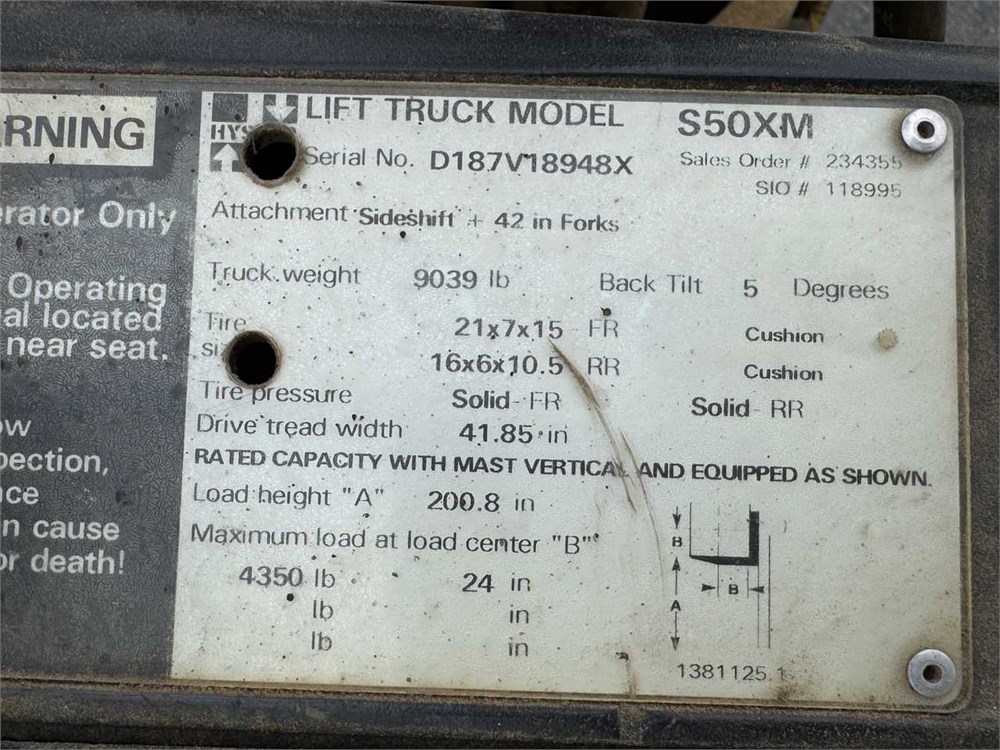 RNING
erator Only
Operating
al located
near seat.
ow
pection,
nce
n cause
or death!
HYS
LIFT TRUCK MODEL S50XM
Serial No. D187V18948X
Sales Order # 234355
SIO # 118995
Attachment Sideshift + 42 in Forks
Truck weight 9039 lb Back Tilt 5 Degrees
Tire 21x7x15 FR Cushion
si 16x6x10.5 RR Cushion
Tire pressure Solid FR Solid RR
Drive tread width 41.85 in
RATED CAPACITY WITH MAST VERTICAL AND EQUIPPED AS SHOWN.
Load height "A" 200.8 in
Maximum load at load center "B"
4350 lb 24 in
lb in
lb in
B
B
A
1381125.1